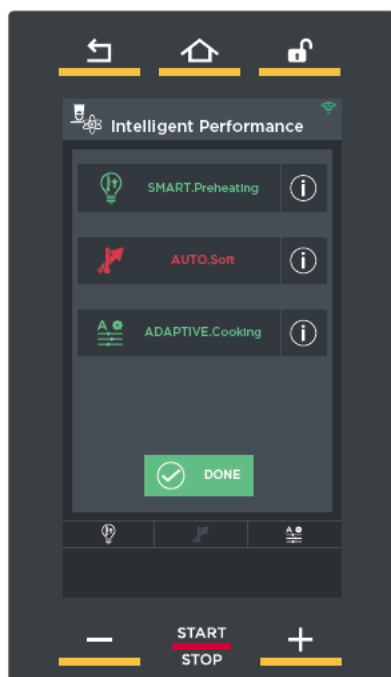 Intelligent Performance
SMART.Preheating
AUTO.Soft
ADAPTIVE.Cooking
DONE
START
STOP